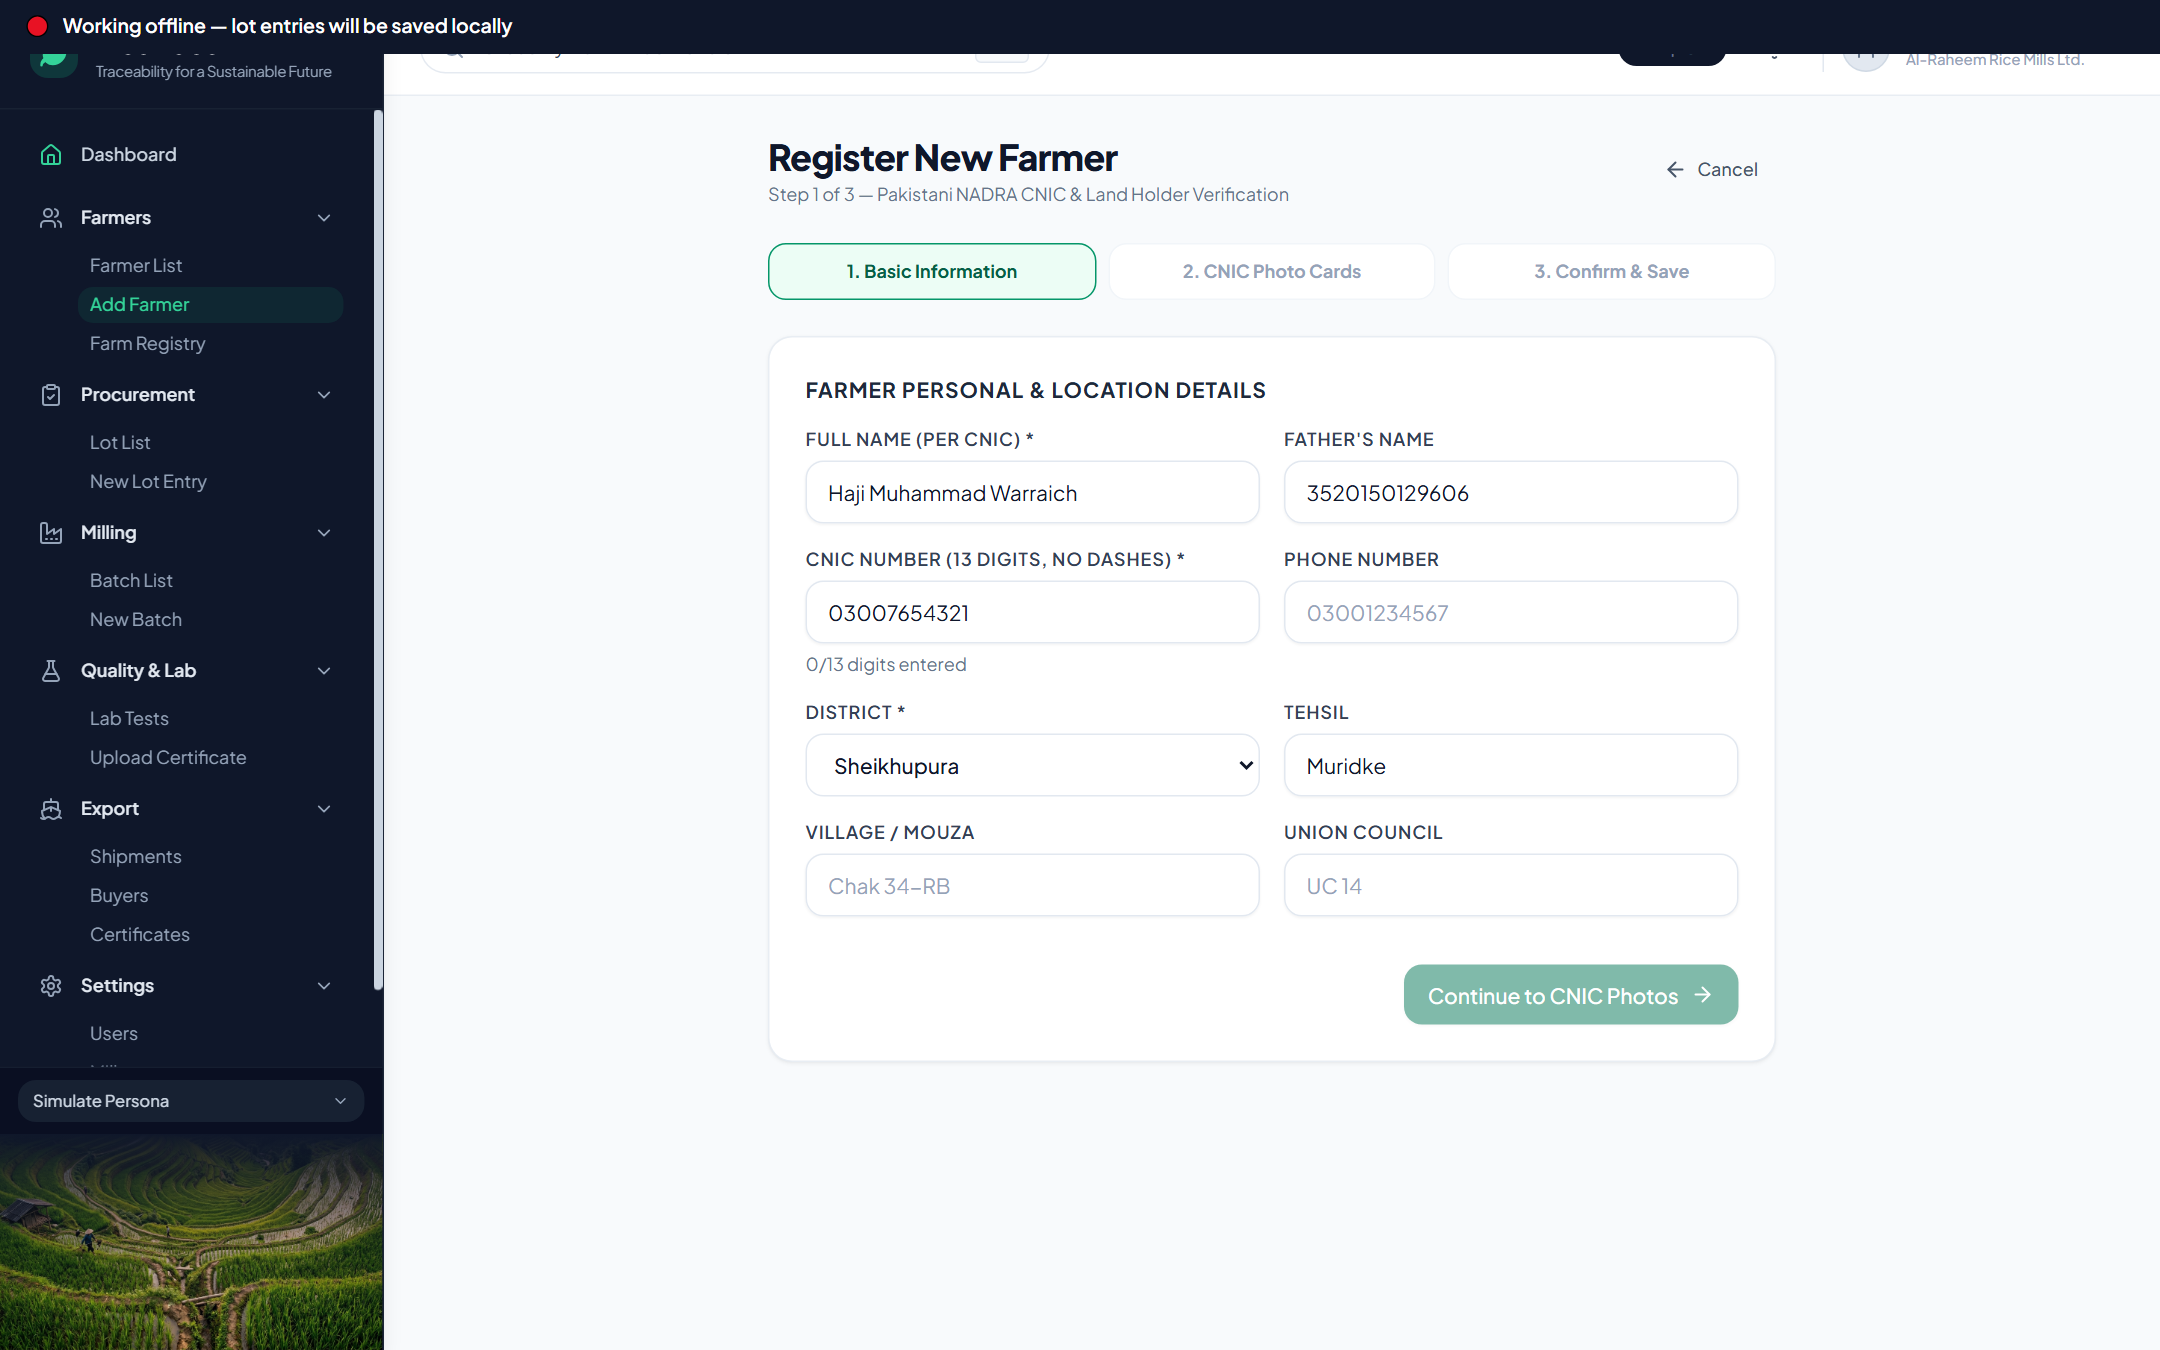 Working offline — lot entries will be saved locally
Traceability for a Sustainable Future
Al-Raheem Rice Mills Ltd.
Dashboard
Farmers
Farmer List
Add Farmer
Farm Registry
Procurement
Lot List
New Lot Entry
Milling
Batch List
New Batch
Quality & Lab
Lab Tests
Upload Certificate
Export
Shipments
Buyers
Certificates
Settings
Users
Simulate Persona
Register New Farmer
Step 1 of 3 — Pakistani NADRA CNIC & Land Holder Verification
Cancel
1. Basic Information
2. CNIC Photo Cards
3. Confirm & Save
FARMER PERSONAL & LOCATION DETAILS
FULL NAME (PER CNIC) *
Haji Muhammad Warraich
FATHER'S NAME
3520150129606
CNIC NUMBER (13 DIGITS, NO DASHES) *
03007654321
0/13 digits entered
PHONE NUMBER
03001234567
DISTRICT *
Sheikhupura
TEHSIL
Muridke
VILLAGE / MOUZA
Chak 34-RB
UNION COUNCIL
UC 14
Continue to CNIC Photos